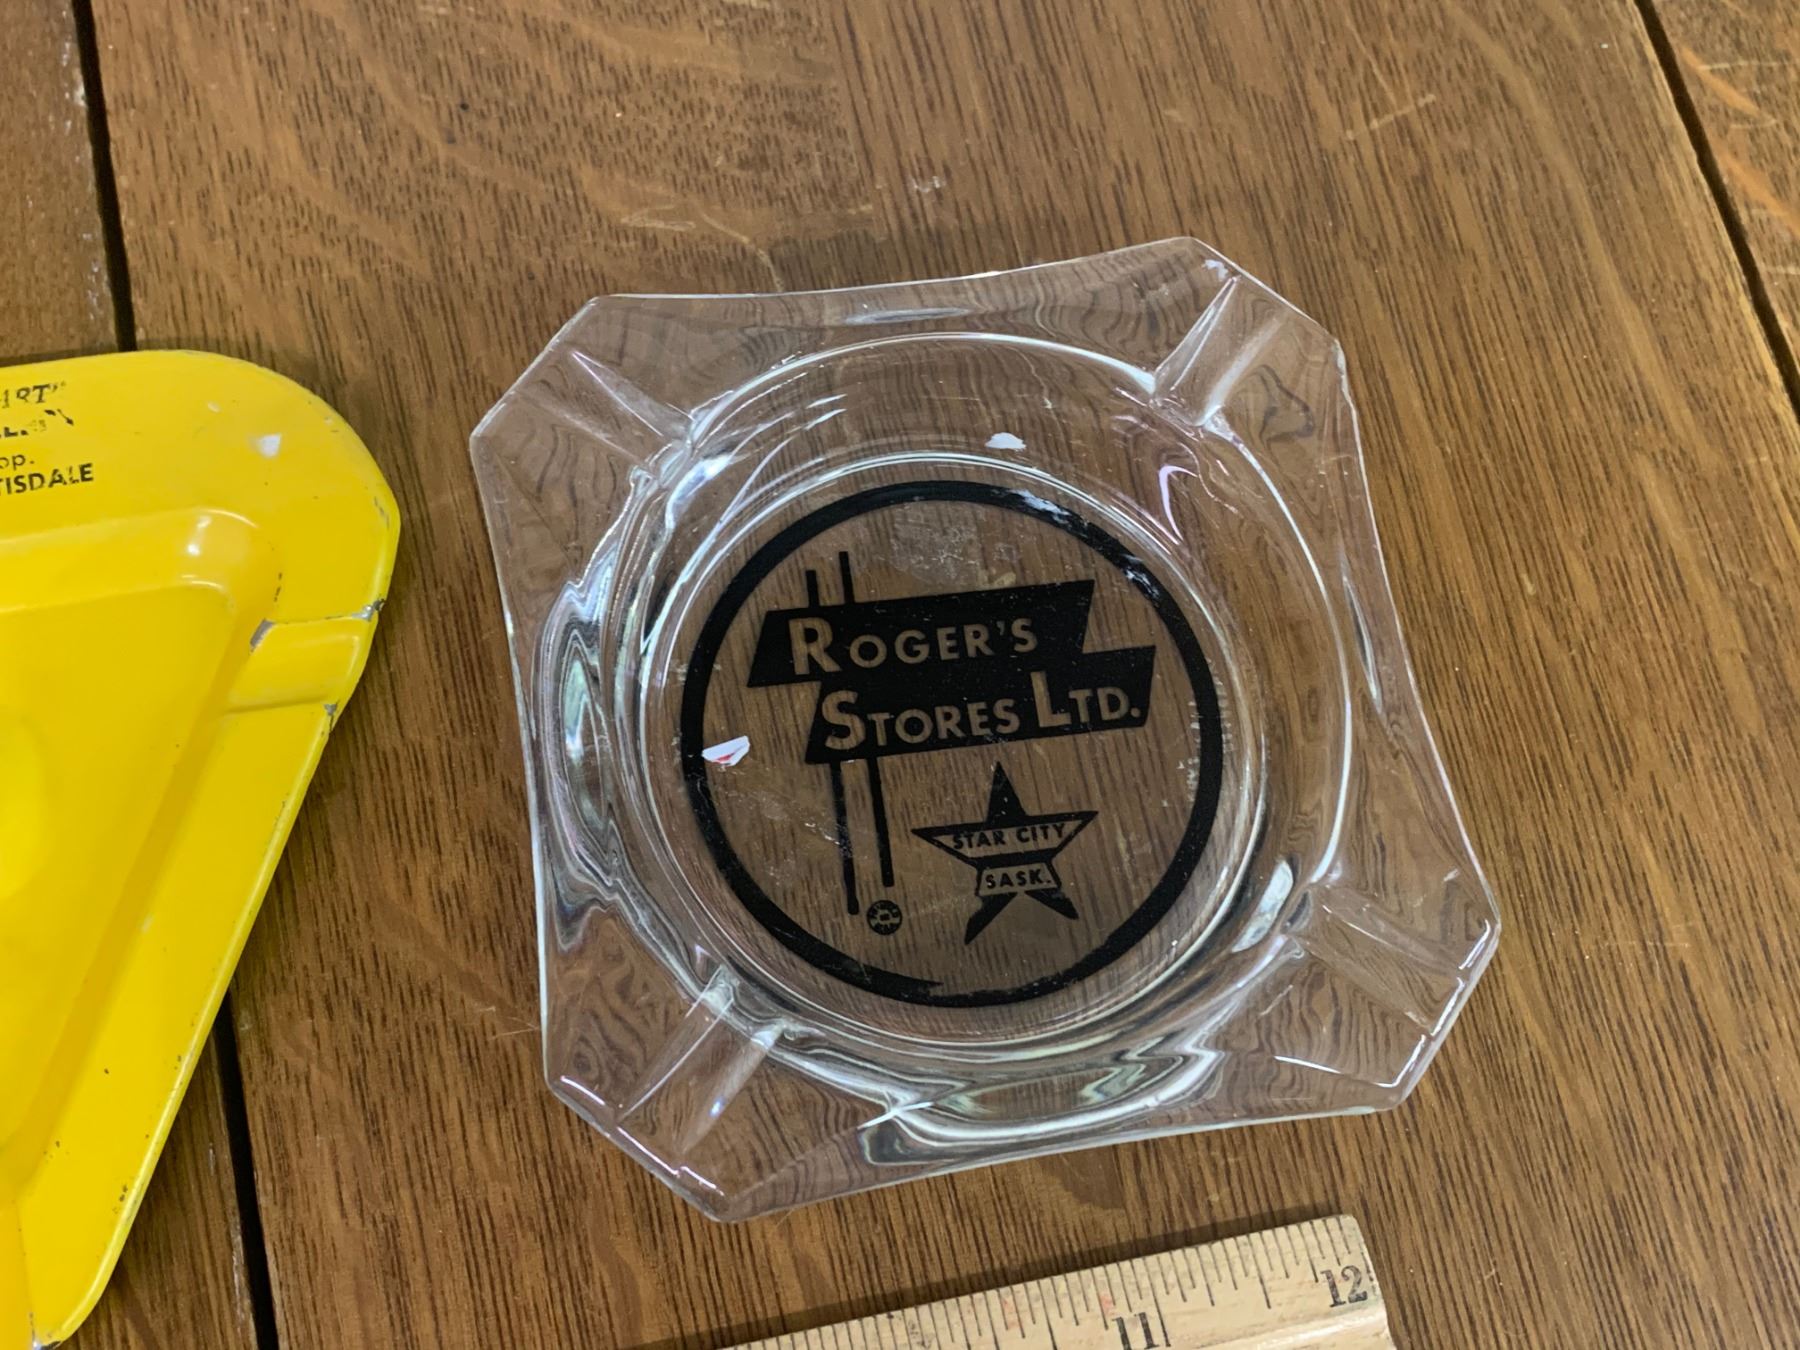 TISDALE
ROGER'S
STORES LTD.
STAR CITY
SASK.
11
12